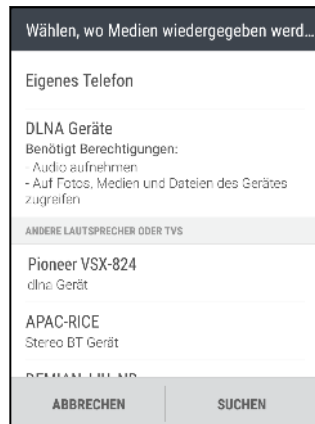 Wählen, wo Medien wiedergegeben werd...
Eigenes Telefon
DLNA Geräte
Benötigt Berechtigungen:
- Audio aufnehmen
- Auf Fotos, Medien und Dateien des Gerätes
zugreifen
ANDERE LAUTSPRECHER ODER TVS
Pioneer VSX-824
dlna Gerät
APAC-RICE
Stereo BT Gerät
ABBRECHEN
SUCHEN